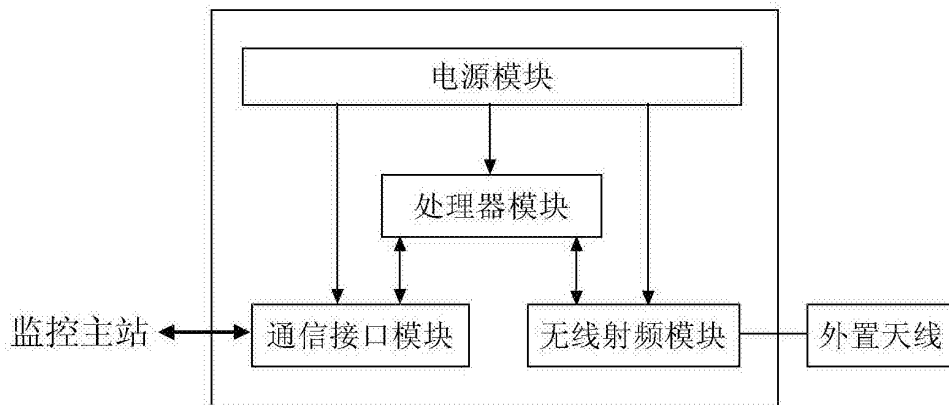 电源模块
处理器模块
监控主站
通信接口模块
无线射频模块
外置天线